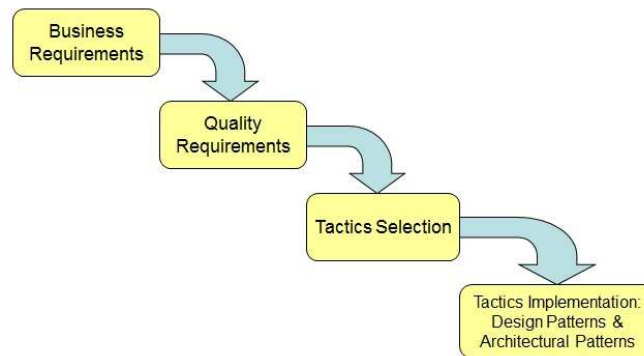 Business
Requirements
Quality
Requirements
Tactics Selection
Tactics Implementation:
Design Patterns &
Architectural Patterns